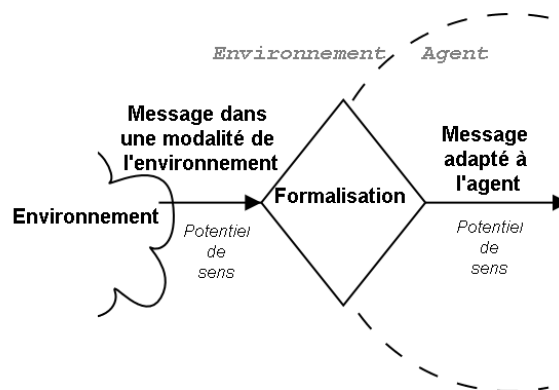 Environnement Agent
Message dans
une modalité de
l'environnement
Message
adapté à
l'agent
Formalisation
Environnement
Potentiel
de
sens
Potentiel
de
sens